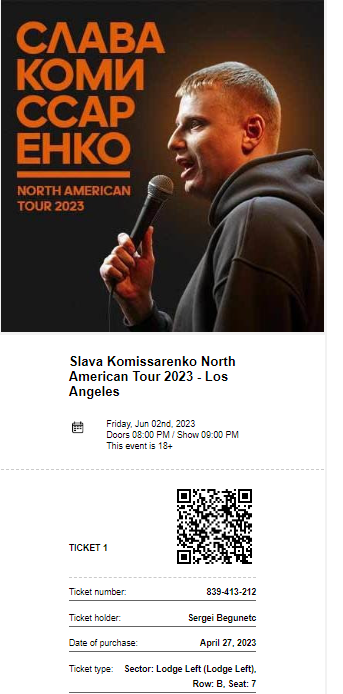 СЛАВА
КОМИ
ССАР
ЕНКО
NORTH AMERICAN
TOUR 2023
Slava Komissarenko North
American Tour 2023 - Los
Angeles
Friday, Jun 02nd, 2023
Doors 08:00 PM / Show 09:00 PM
This event is 18+
TICKET 1
Ticket number: 839-413-212
Ticket holder: Sergei Begunetc
Date of purchase: April 27, 2023
Ticket type: Sector: Lodge Left (Lodge Left),
Row: B, Seat: 7